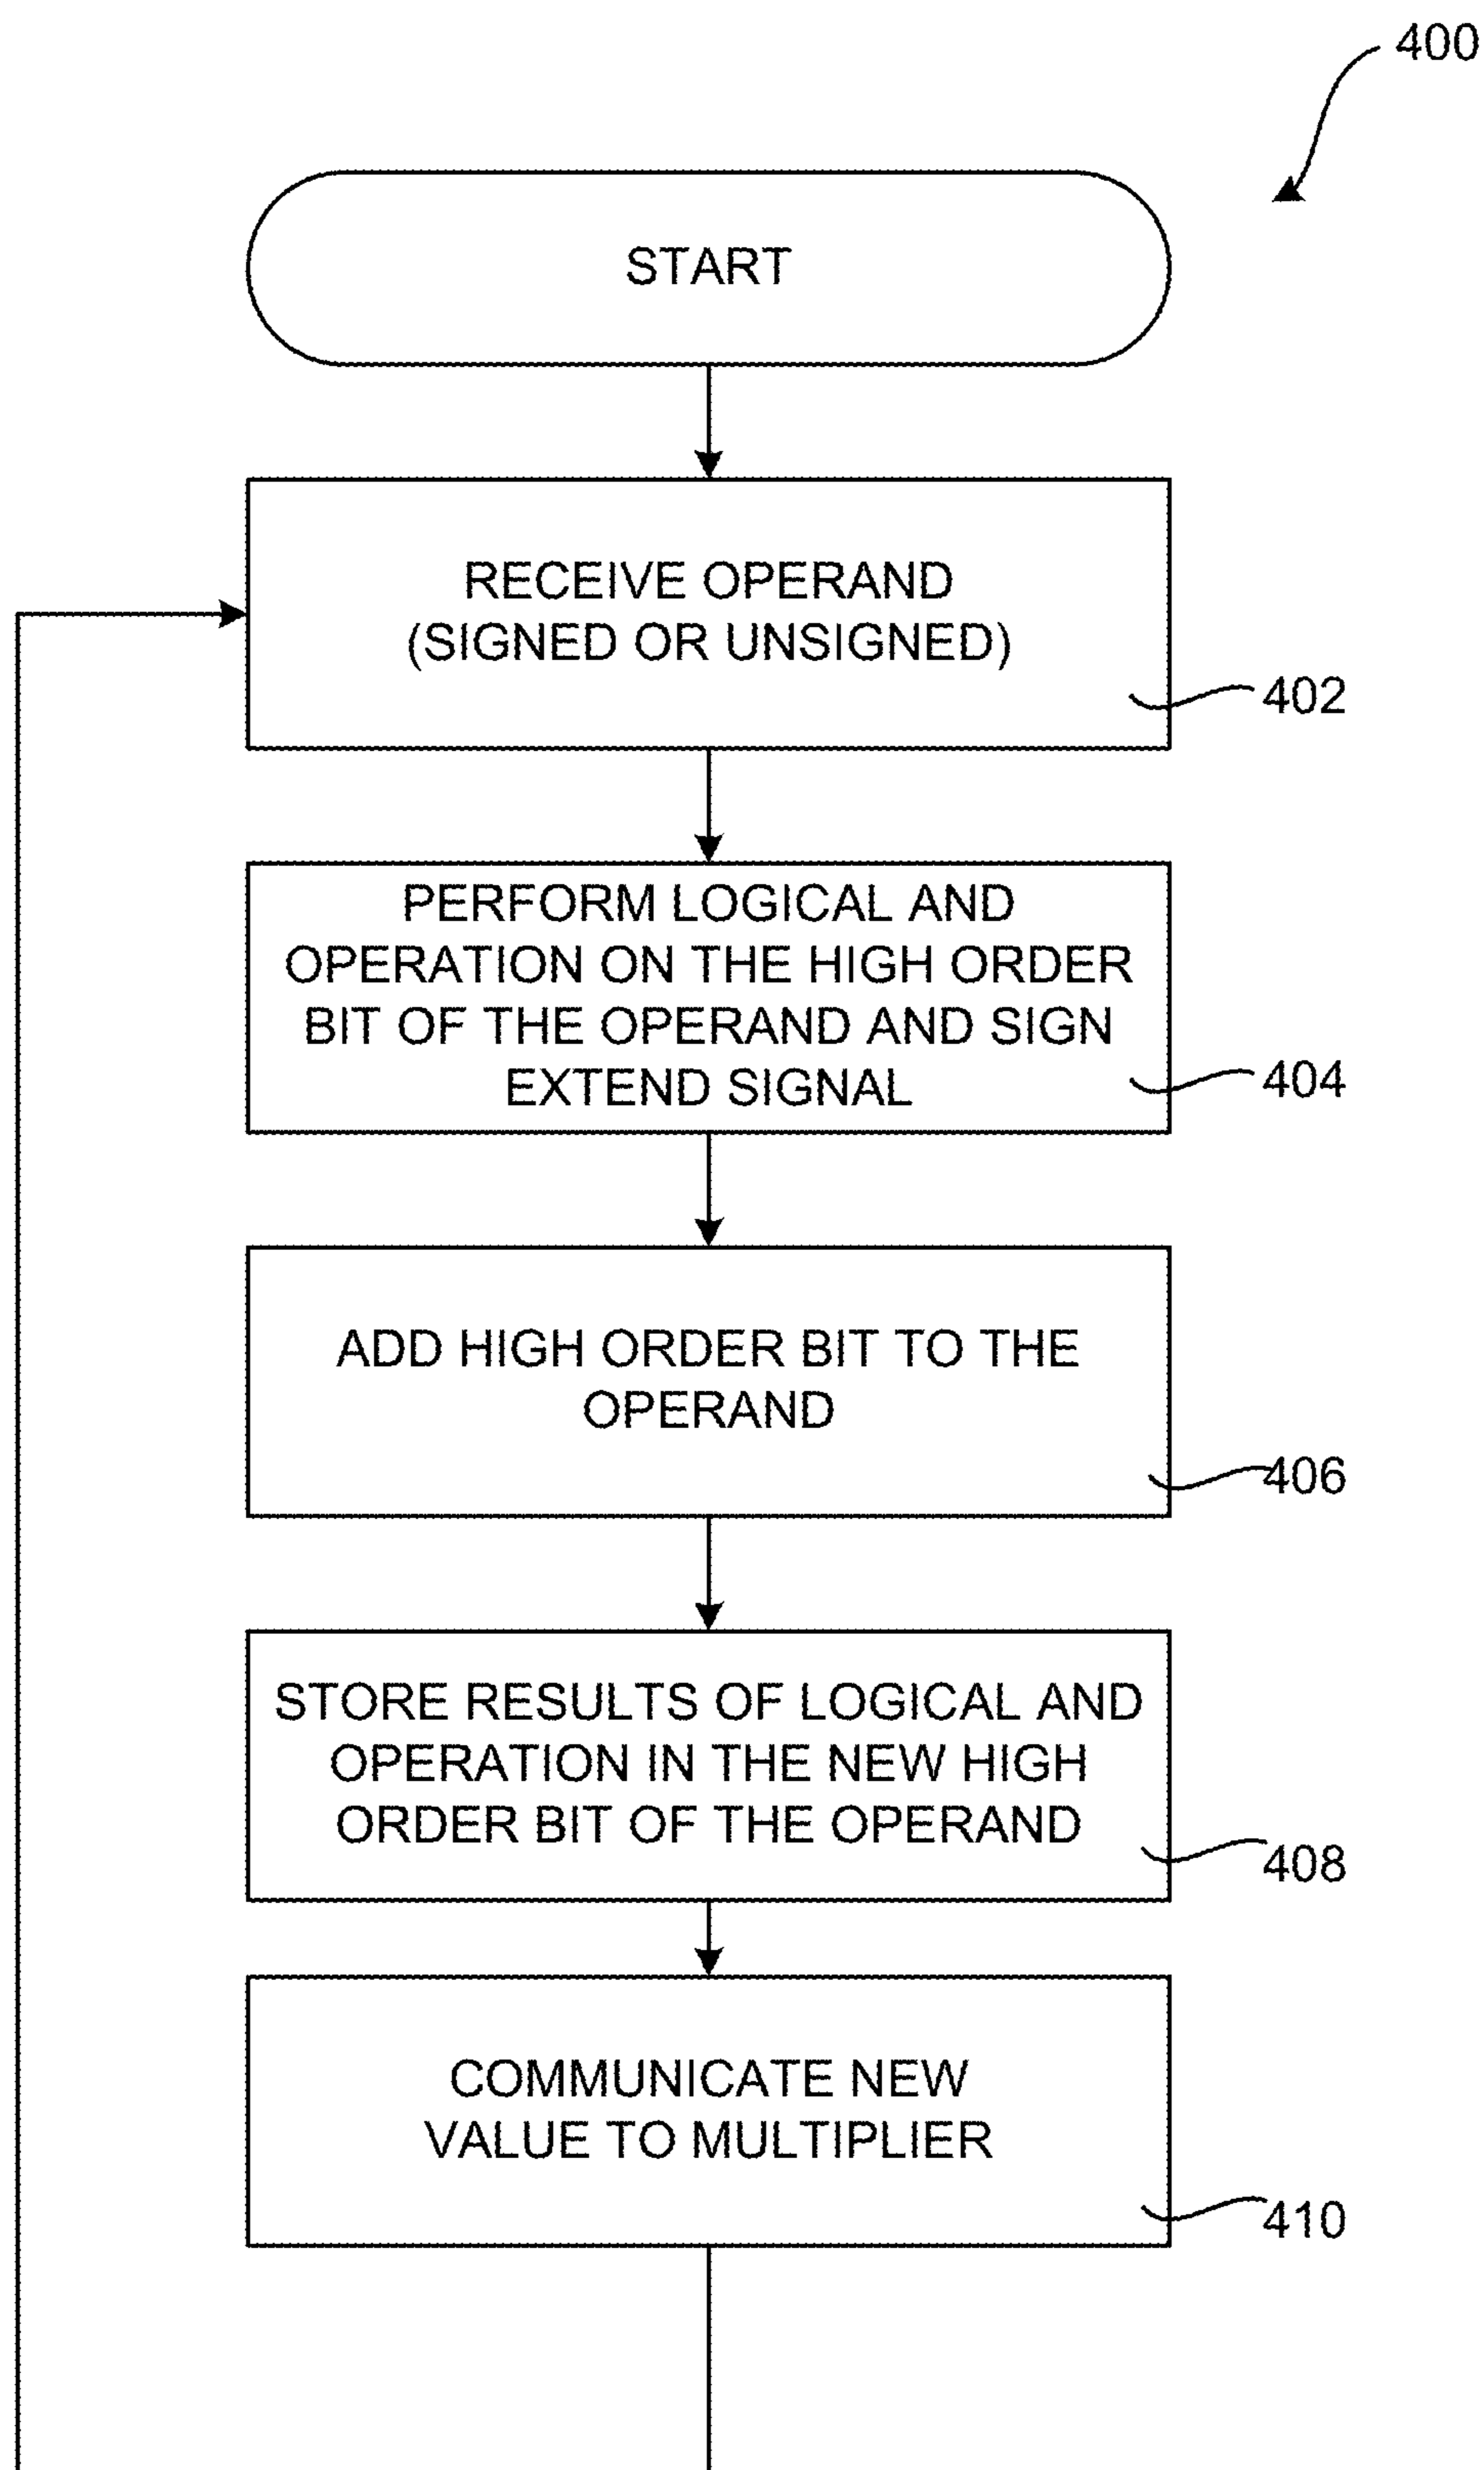 400
START
RECEIVE OPERAND
(SIGNED OR UNSIGNED)
402
PERFORM LOGICAL AND
OPERATION ON THE HIGH ORDER
BIT OF THE OPERAND AND SIGN
EXTEND SIGNAL
404
ADD HIGH ORDER BIT TO THE
OPERAND
406
STORE RESULTS OF LOGICAL AND
OPERATION IN THE NEW HIGH
ORDER BIT OF THE OPERAND
408
COMMUNICATE NEW
VALUE TO MULTIPLIER
410